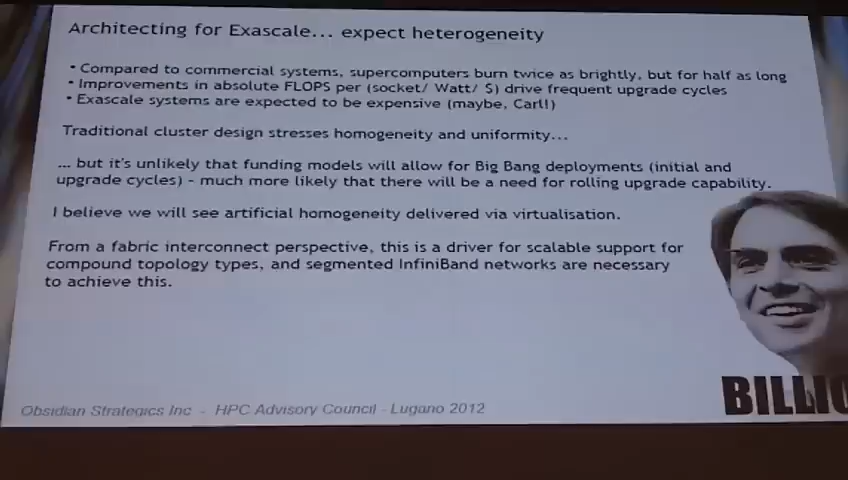 Architecting for Exascale... expect heterogeneity
• Compared to commercial systems, supercomputers burn twice as brightly, but for half as long
• Improvements in absolute FLOPS per (socket/ Watt/ $) drive frequent upgrade cycles
• Exascale systems are expected to be expensive (maybe, Carl!)
Traditional cluster design stresses homogeneity and uniformity...
... but it's unlikely that funding models will allow for Big Bang deployments (initial and
upgrade cycles) - much more likely that there will be a need for rolling upgrade capability.
I believe we will see artificial homogeneity delivered via virtualisation.
From a fabric interconnect perspective, this is a driver for scalable support for
compound topology types, and segmented InfiniBand networks are necessary
to achieve this.
BILLIO
Obsidian Strategics Inc - HPC Advisory Council - Lugano 2012